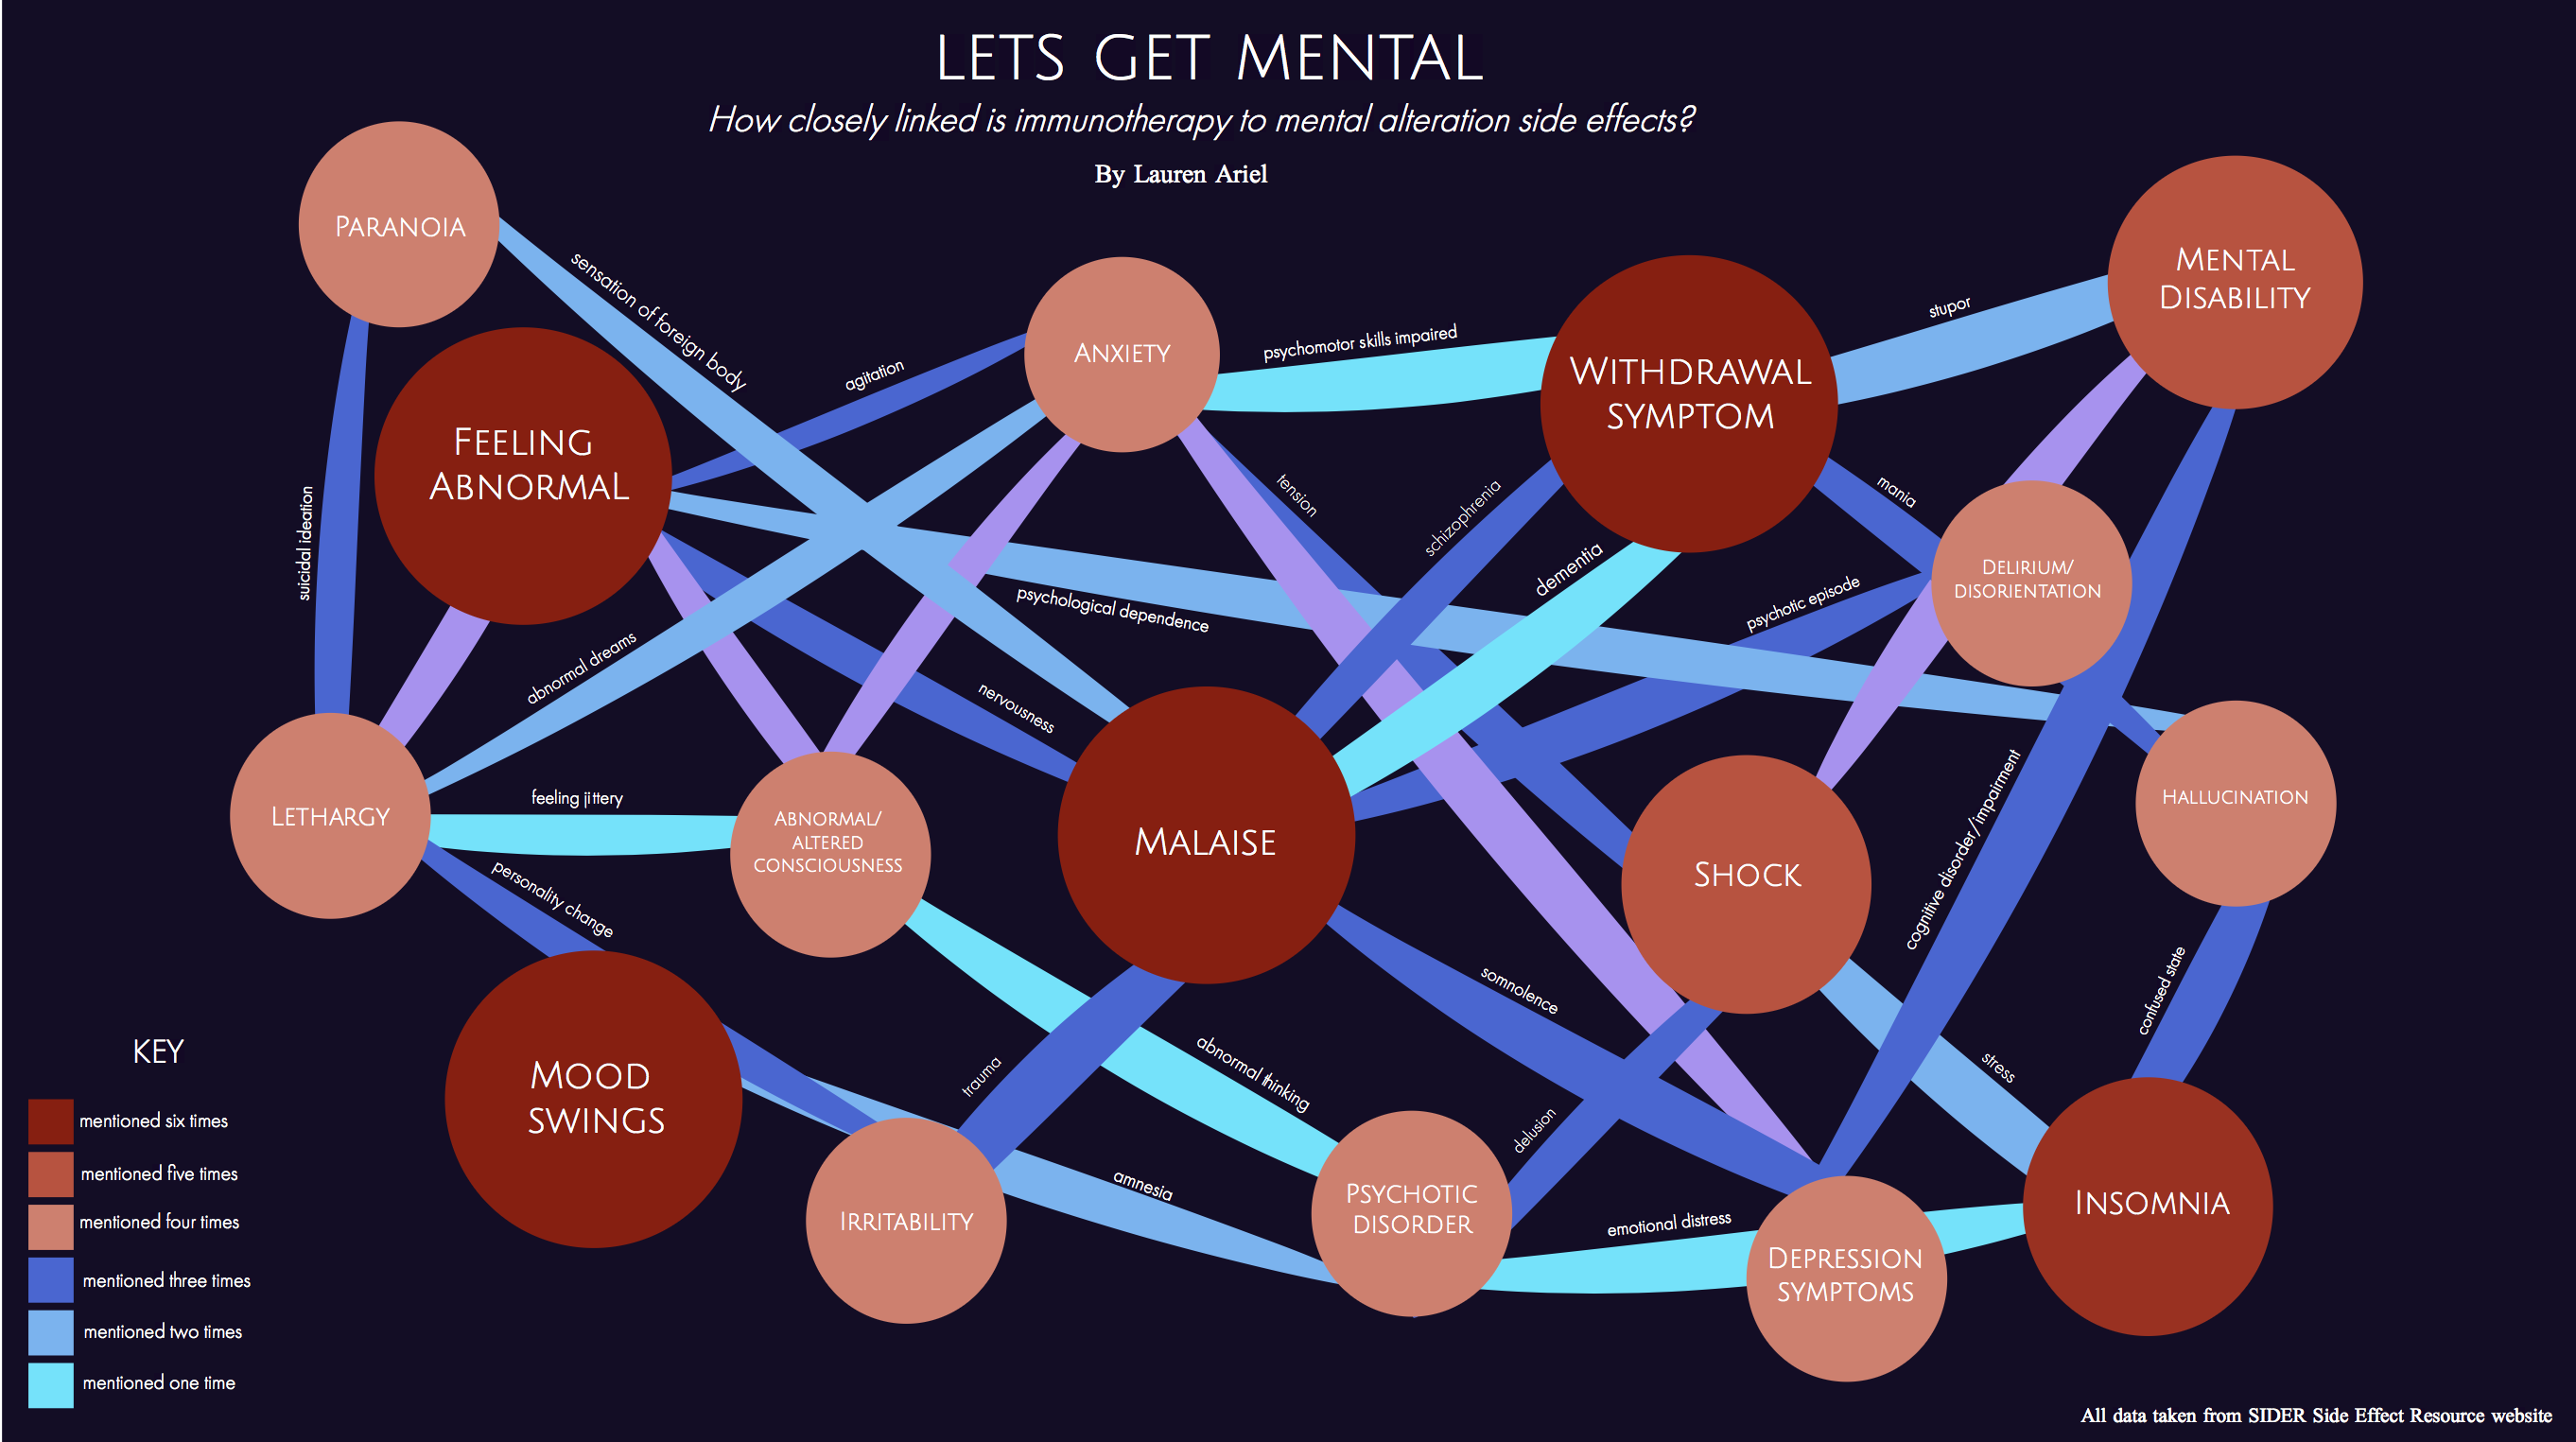 LETS GET MENTAL
How closely linked is immunotherapy to mental alteration side effects?
By Lauren Ariel
PARANOIA
sensation of foreign body
MENTAL
DISABILITY
ANXIETY
psychomotor skills impaired
WITHDRAWAL
SYMPTOM
stupor
agitation
FEELING
ABNORMAL
suicidal ideation
tension
schizophrenia
dementia
mania
DELIRIUM/
DISORIENTATION
psychotic episode
psychological dependence
abnormal dreams
nervousness
LETHARGY
feeling jittery
ABNORMAL/
ALTERED
CONSCIOUSNESS
MALAISE
SHOCK
cognitive disorder/impairment
HALLUCINATION
personality change
somnolence
confused state
MOOD
SWINGS
trauma
abnormal thinking
delusion
stress
IRRITABILITY
amnesia
PSYCHOTIC
DISORDER
emotional distress
DEPRESSION
SYMPTOMS
INSOMNIA
KEY
mentioned six times
mentioned five times
mentioned four times
mentioned three times
mentioned two times
mentioned one time
All data taken from SIDER Side Effect Resource website